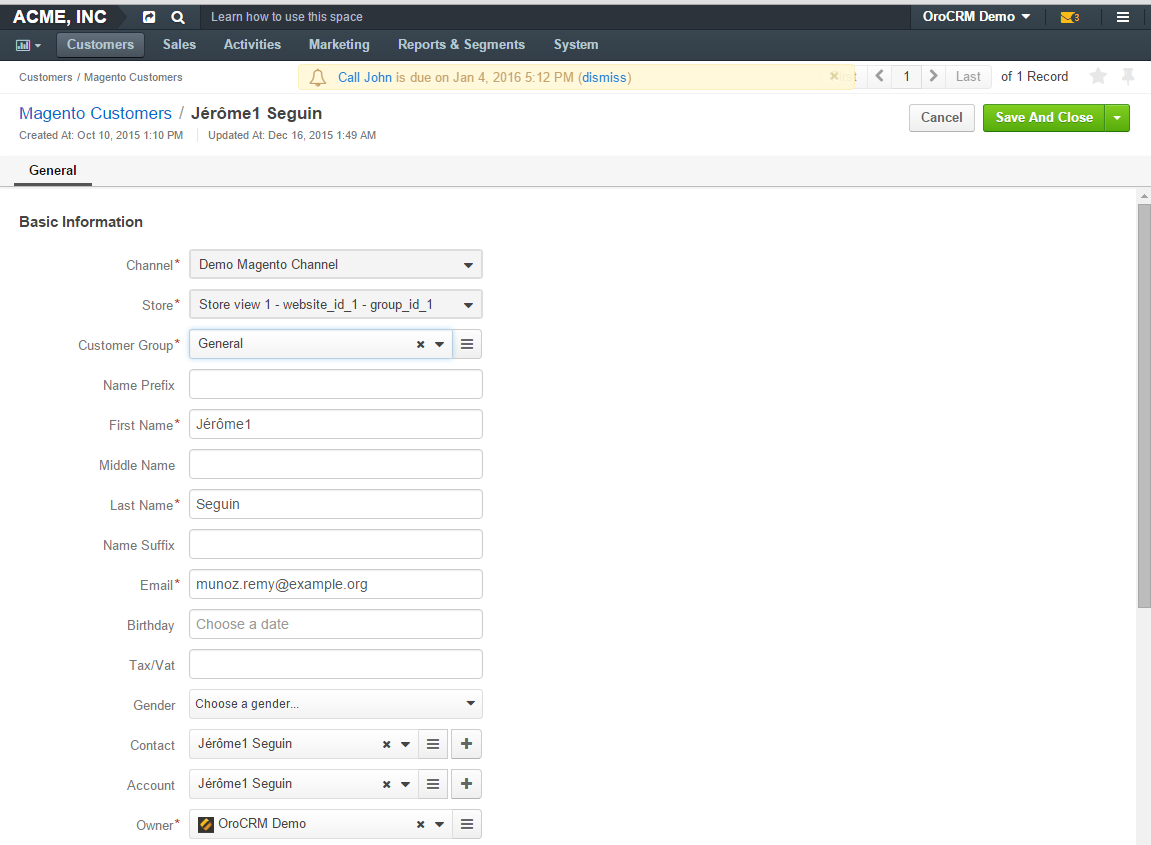 ACME, INC Learn how to use this space OroCRM Demo 3
Customers Sales Activities Marketing Reports & Segments System
Customers / Magento Customers Call John is due on Jan 4, 2016 5:12 PM (dismiss) × 1 Last of 1 Record
Magento Customers / Jérôme1 Seguin Cancel Save And Close
Created At: Oct 10, 2015 1:10 PM Updated At: Dec 16, 2015 1:49 AM
General
Basic Information
Channel* Demo Magento Channel
Store* Store view 1 - website_id_1 - group_id_1
Customer Group* General
Name Prefix
First Name* Jérôme1
Middle Name
Last Name* Seguin
Name Suffix
Email* munoz.remy@example.org
Birthday Choose a date
Tax/Vat
Gender Choose a gender...
Contact Jérôme1 Seguin
Account Jérôme1 Seguin
Owner* OroCRM Demo